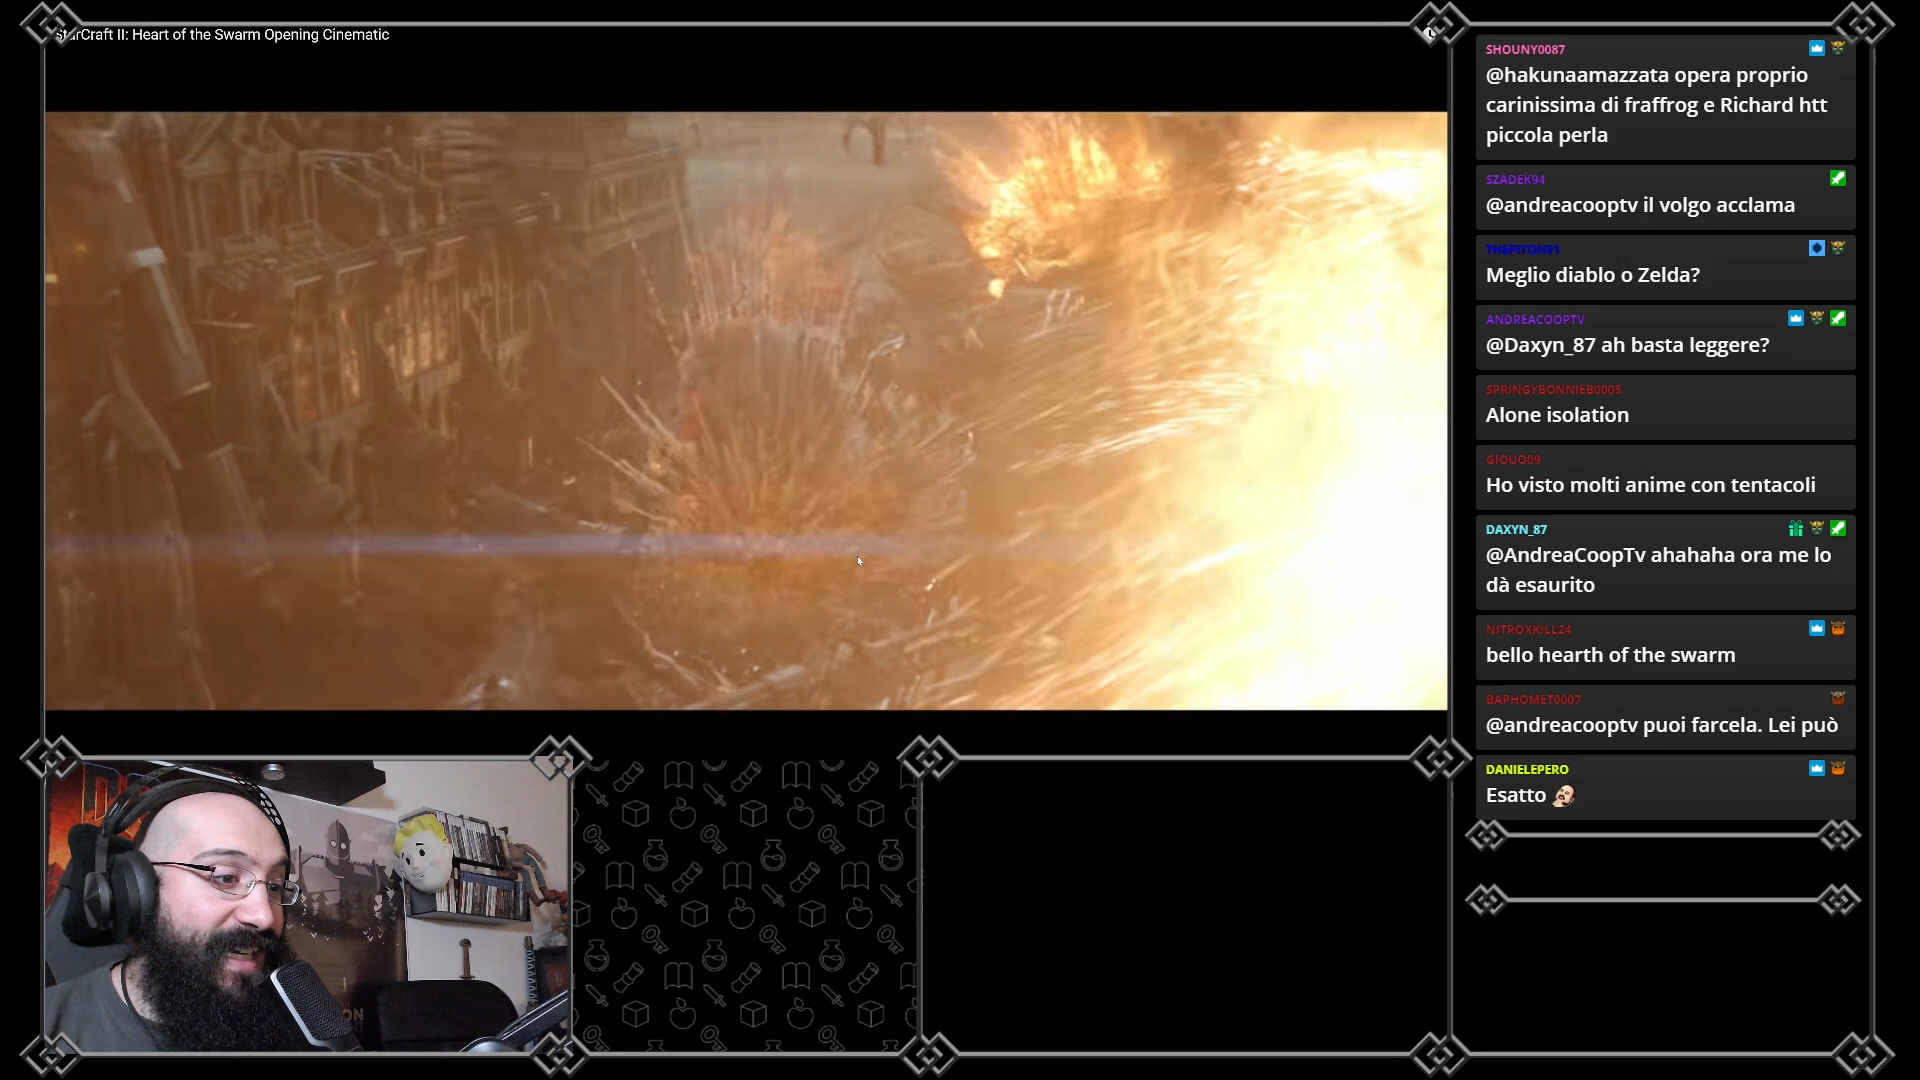 StarCraft II: Heart of the Swarm Opening Cinematic
SHOUNY0087
@hakunaamazzata opera proprio
carinissima di fraffrog e Richard htt
piccola perla
SZADEK94
@andreacooptv il volgo acclama
THEPITON91
Meglio diablo o Zelda?
ANDREACOOPTV
@Daxyn_87 ah basta leggere?
SPRINGYBONNIEB0005
Alone isolation
GIOUO09
Ho visto molti anime con tentacoli
DAXYN_87
@AndreaCoopTv ahahaha ora me lo
dà esaurito
NITROXKILL24
bello hearth of the swarm
BAPHOMET0007
@andreacooptv puoi farcela. Lei può
DANIELEPERO
Esatto
ON